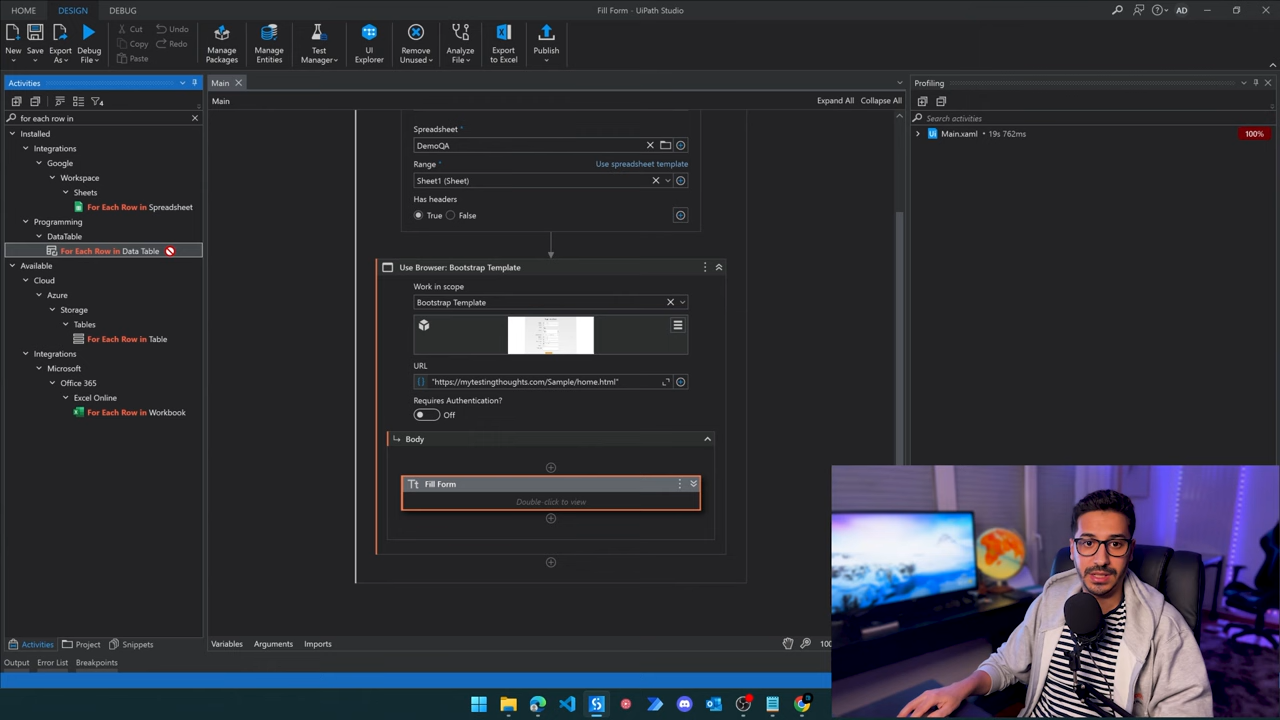 HOME DESIGN DEBUG
Fill Form - UiPath Studio
AD
New
Save
Export As
Debug File
Cut
Copy
Paste
Undo
Redo
Manage Packages
Manage Entities
Test Manager
UI Explorer
Remove Unused
Analyze File
Export to Excel
Publish
Activities
for each row in
Installed
Integrations
Google
Workspace
Sheets
For Each Row in Spreadsheet
Programming
DataTable
For Each Row in Data Table
Available
Cloud
Azure
Storage
Tables
For Each Row in Table
Integrations
Microsoft
Office 365
Excel Online
For Each Row in Workbook
Activities Project Snippets
Output Error List Breakpoints
Main
Main
Expand All Collapse All
Spreadsheet *
DemoQA
Range * Use spreadsheet template
Sheet1 (Sheet)
Has headers
True False
Use Browser: Bootstrap Template
Work in scope
Bootstrap Template
URL
"https://mytestingthoughts.com/Sample/home.html"
Requires Authentication?
Off
Body
Fill Form
Double click to view
Variables Arguments Imports
100
Profiling
Search activities
Main.xaml • 19s 762ms 100%